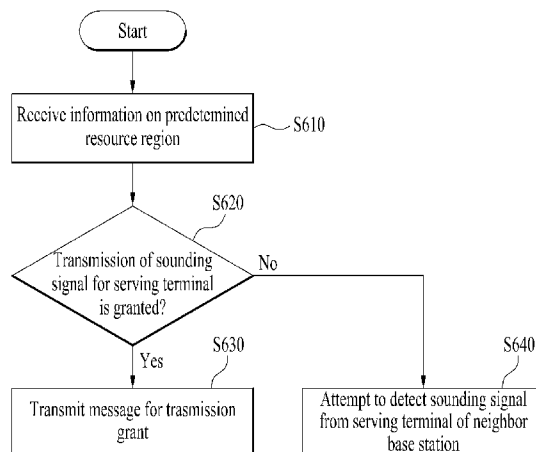 Start
Receive information on predetemined
resource region
S610
S620
Transmission of sounding
signal for serving terminal
is granted?
No
Yes
S630
Transmit message for trasmission
grant
S640
Attempt to detect sounding signal
from serving terminal of neighbor
base station